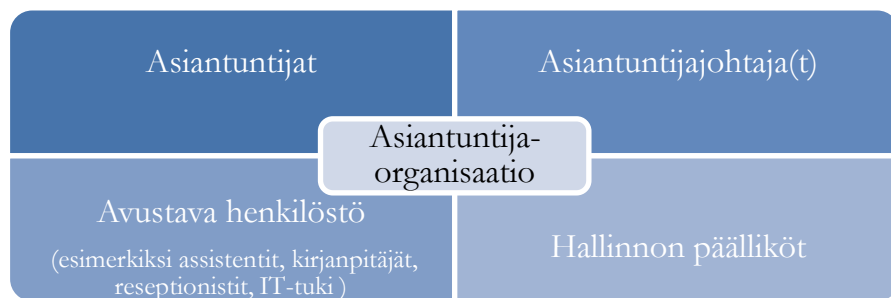 Asiantuntijat
Asiantuntijajohtaja(t)
Asiantuntija-
organisaatio
Avustava henkilöstö
(esimerkiksi assistentit, kirjanpitäjät,
reseptionistit, IT-tuki )
Hallinnon päälliköt